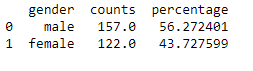 gender counts percentage
0 male 157.0 56.272401
1 female 122.0 43.727599